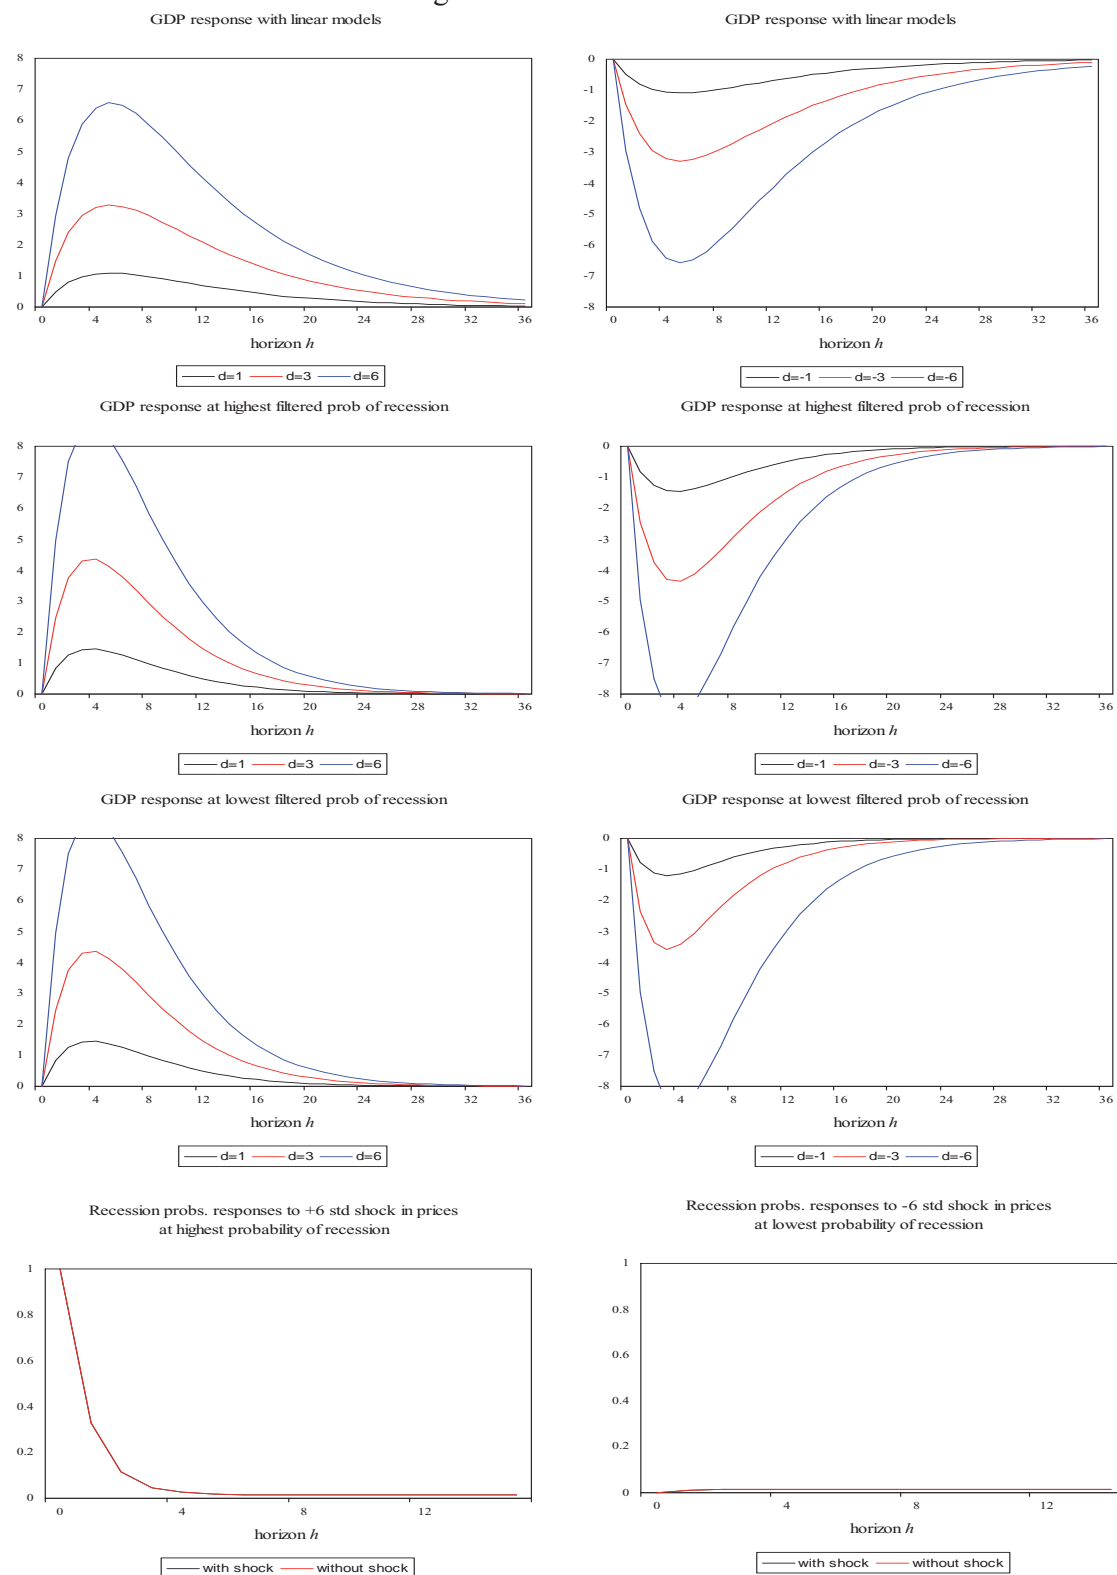 GDP response with linear models
8
7
6
5
4
3
2
1
0
0 4 8 12 16 20 24 28 32 36
horizon h
d=1 d=3 d=6
GDP response with linear models
0
-1
-2
-3
-4
-5
-6
-7
-8
0 4 8 12 16 20 24 28 32 36
horizon h
d=-1 d=-3 d=-6
GDP response at highest filtered prob of recession
8
7
6
5
4
3
2
1
0
0 4 8 12 16 20 24 28 32 36
horizon h
d=1 d=3 d=6
GDP response at highest filtered prob of recession
0
-1
-2
-3
-4
-5
-6
-7
-8
0 4 8 12 16 20 24 28 32 36
horizon h
d=-1 d=-3 d=-6
GDP response at lowest filtered prob of recession
8
7
6
5
4
3
2
1
0
0 4 8 12 16 20 24 28 32 36
horizon h
d=1 d=3 d=6
GDP response at lowest filtered prob of recession
0
-1
-2
-3
-4
-5
-6
-7
-8
0 4 8 12 16 20 24 28 32 36
horizon h
d=-1 d=-3 d=-6
Recession probs. responses to +6 std shock in prices
at highest probability of recession
1
0.8
0.6
0.4
0.2
0
0 4 8 12
horizon h
with shock without shock
Recession probs. responses to -6 std shock in prices
at lowest probability of recession
1
0.8
0.6
0.4
0.2
0
0 4 8 12
horizon h
with shock without shock